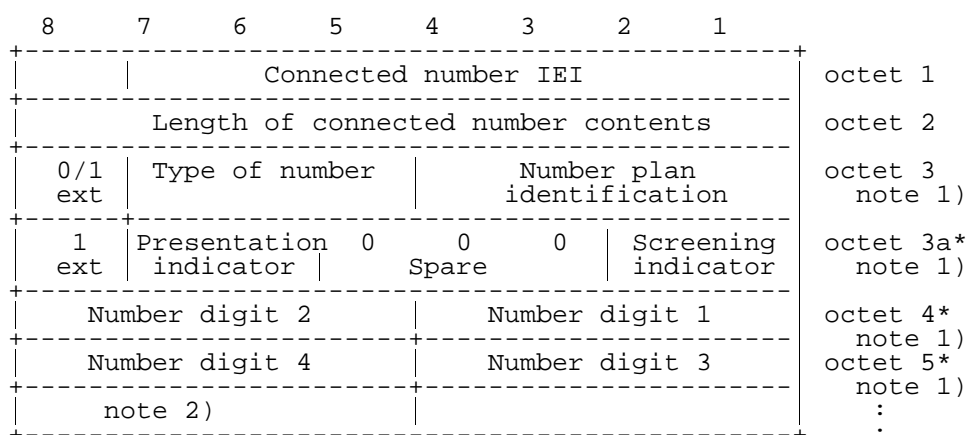 8 7 6 5 4 3 2 1
Connected number IEI octet 1
Length of connected number contents octet 2
0/1 Type of number Number plan octet 3
ext identification note 1)
1 Presentation 0 0 0 Screening octet 3a*
ext indicator Spare indicator note 1)
Number digit 2 Number digit 1 octet 4*
note 1)
Number digit 4 Number digit 3 octet 5*
note 1)
note 2) :
: